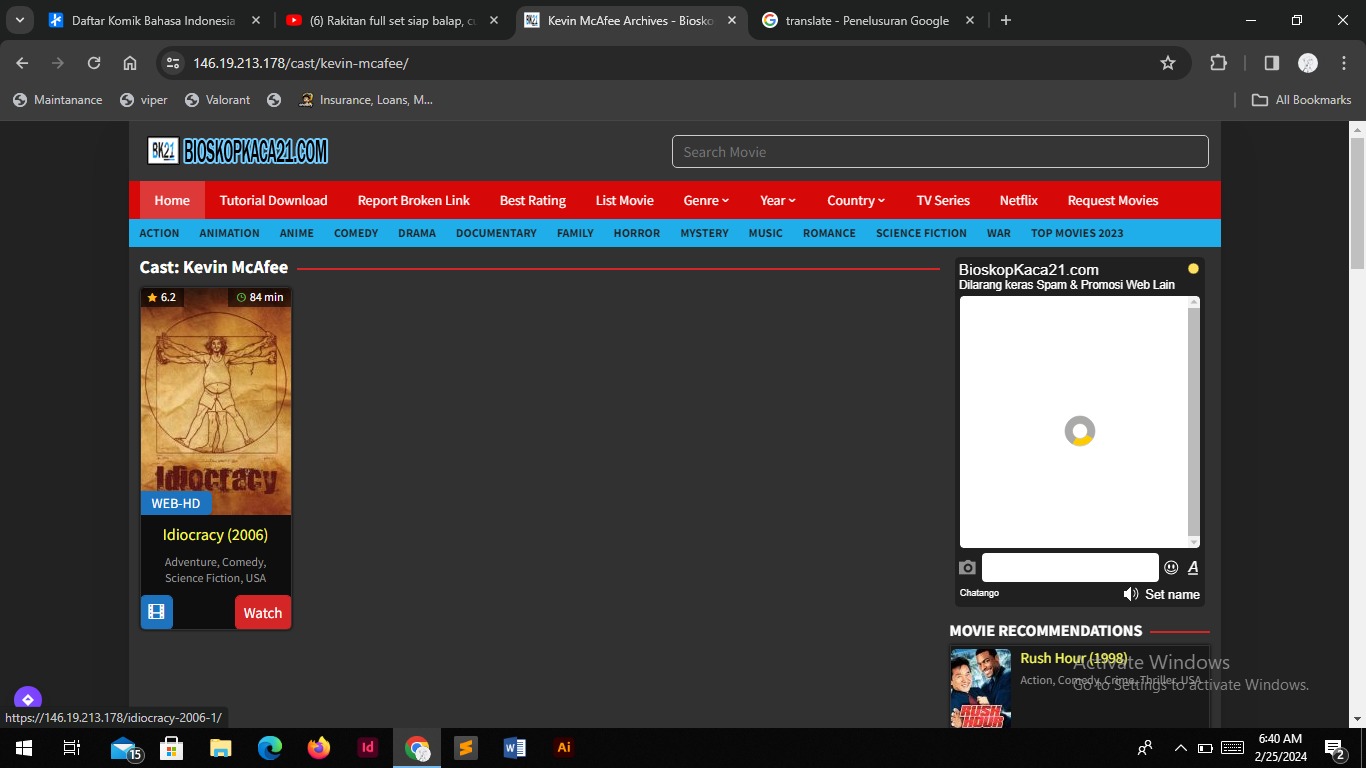 Daftar Komik Bahasa Indonesia
(6) Rakitan full set siap balap, cu
Kevin McAfee Archives - Biosko
translate - Penelusuran Google
146.19.213.178/cast/kevin-mcafee/
Maintanance
viper
Valorant
Insurance, Loans, M...
All Bookmarks
BK21 BIOSKOPKACA21.COM
Search Movie
Home
Tutorial Download
Report Broken Link
Best Rating
List Movie
Genre
Year
Country
TV Series
Netflix
Request Movies
ACTION
ANIMATION
ANIME
COMEDY
DRAMA
DOCUMENTARY
FAMILY
HORROR
MYSTERY
MUSIC
ROMANCE
SCIENCE FICTION
WAR
TOP MOVIES 2023
Cast: Kevin McAfee
6.2
84 min
Idiocracy
WEB-HD
Idiocracy (2006)
Adventure, Comedy,
Science Fiction, USA
Watch
BioskopKaca21.com
Dilarang keras Spam & Promosi Web Lain
Chatango
Set name
MOVIE RECOMMENDATIONS
RUSH
HOUR
Rush Hour (1998)
Action, Comedy, Crime, Thriller, USA
Activate Windows
Go to Settings to activate Windows.
https://146.19.213.178/idiocracy-2006-1/
15
Id
Ai
6:40 AM
2/25/2024
2